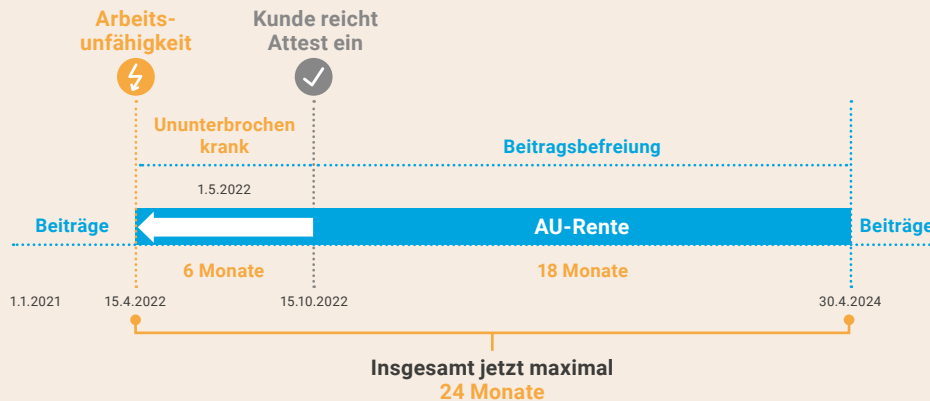 Arbeits-
unfähigkeit
Kunde reicht
Attest ein
Ununterbrochen
krank
Beitragsbefreiung
1.5.2022
Beiträge
AU-Rente
Beiträge
6 Monate
18 Monate
1.1.2021
15.4.2022
15.10.2022
30.4.2024
Insgesamt jetzt maximal
24 Monate